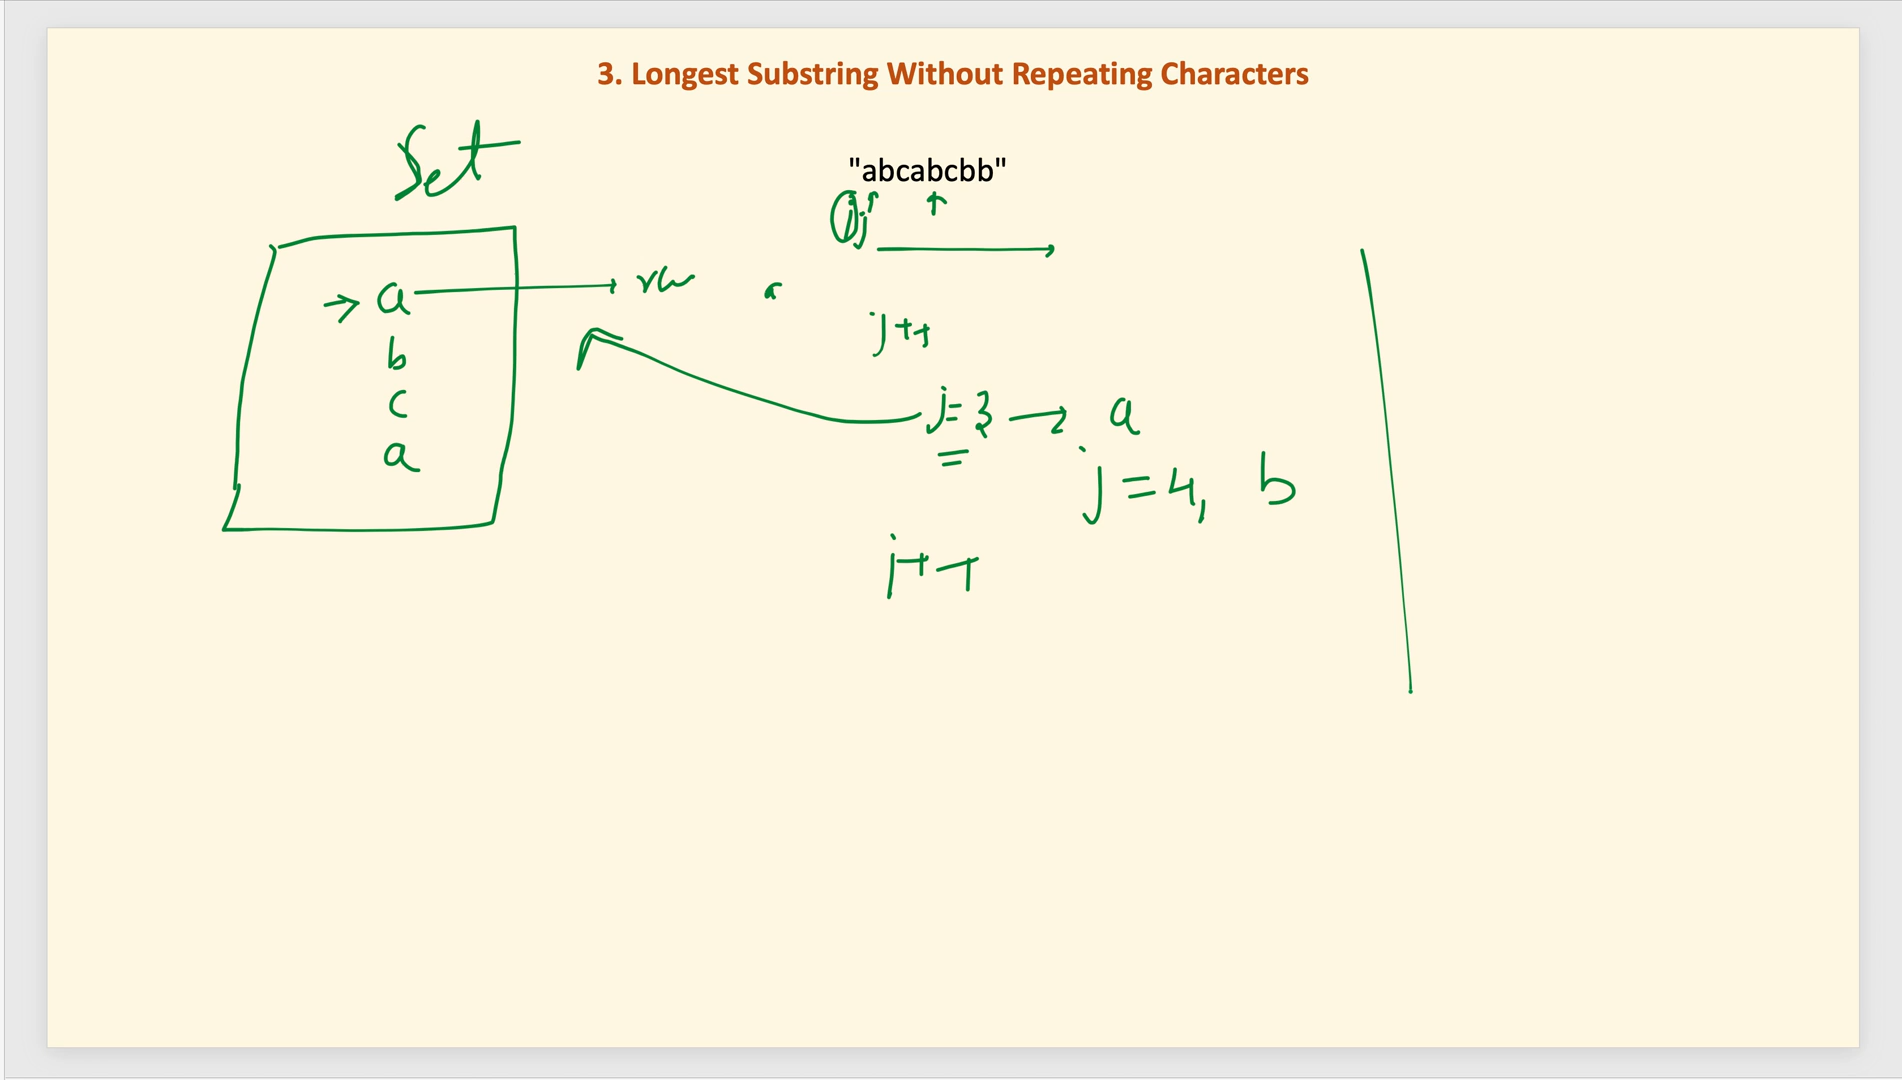 3. Longest Substring Without Repeating Characters
Set
"abcabcbb"
j
a
b
c
a
j++
j=3 → a
j=4, b
j++